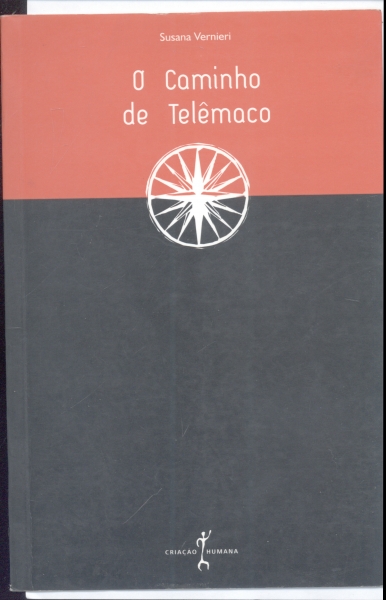 Susana Vernieri
O Caminho
de Telêmaco
CRIAÇÃO HUMANA